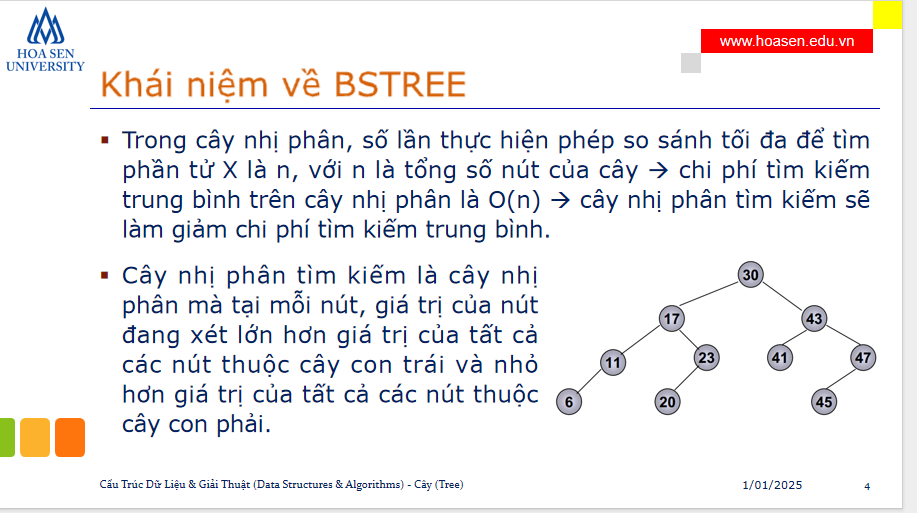 HOA SEN
UNIVERSITY
www.hoasen.edu.vn
Khái niệm về BSTREE
▪ Trong cây nhị phân, số lần thực hiện phép so sánh tối đa để tìm
phần tử X là n, với n là tổng số nút của cây → chi phí tìm kiếm
trung bình trên cây nhị phân là O(n) → cây nhị phân tìm kiếm sẽ
làm giảm chi phí tìm kiếm trung bình.
▪ Cây nhị phân tìm kiếm là cây nhị
phân mà tại mỗi nút, giá trị của nút
đang xét lớn hơn giá trị của tất cả
các nút thuộc cây con trái và nhỏ
hơn giá trị của tất cả các nút thuộc
cây con phải.
30
17 43
11 23 41 47
6 20 45
Cấu Trúc Dữ Liệu & Giải Thuật (Data Structures & Algorithms) - Cây (Tree)
1/01/2025
4